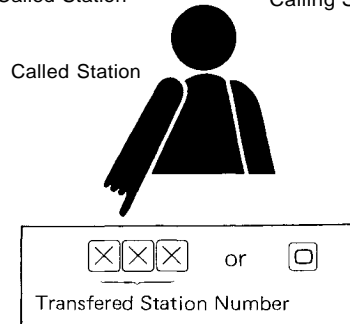 Called Station Calling S
Called Station
X X X or O
Transfered Station Number